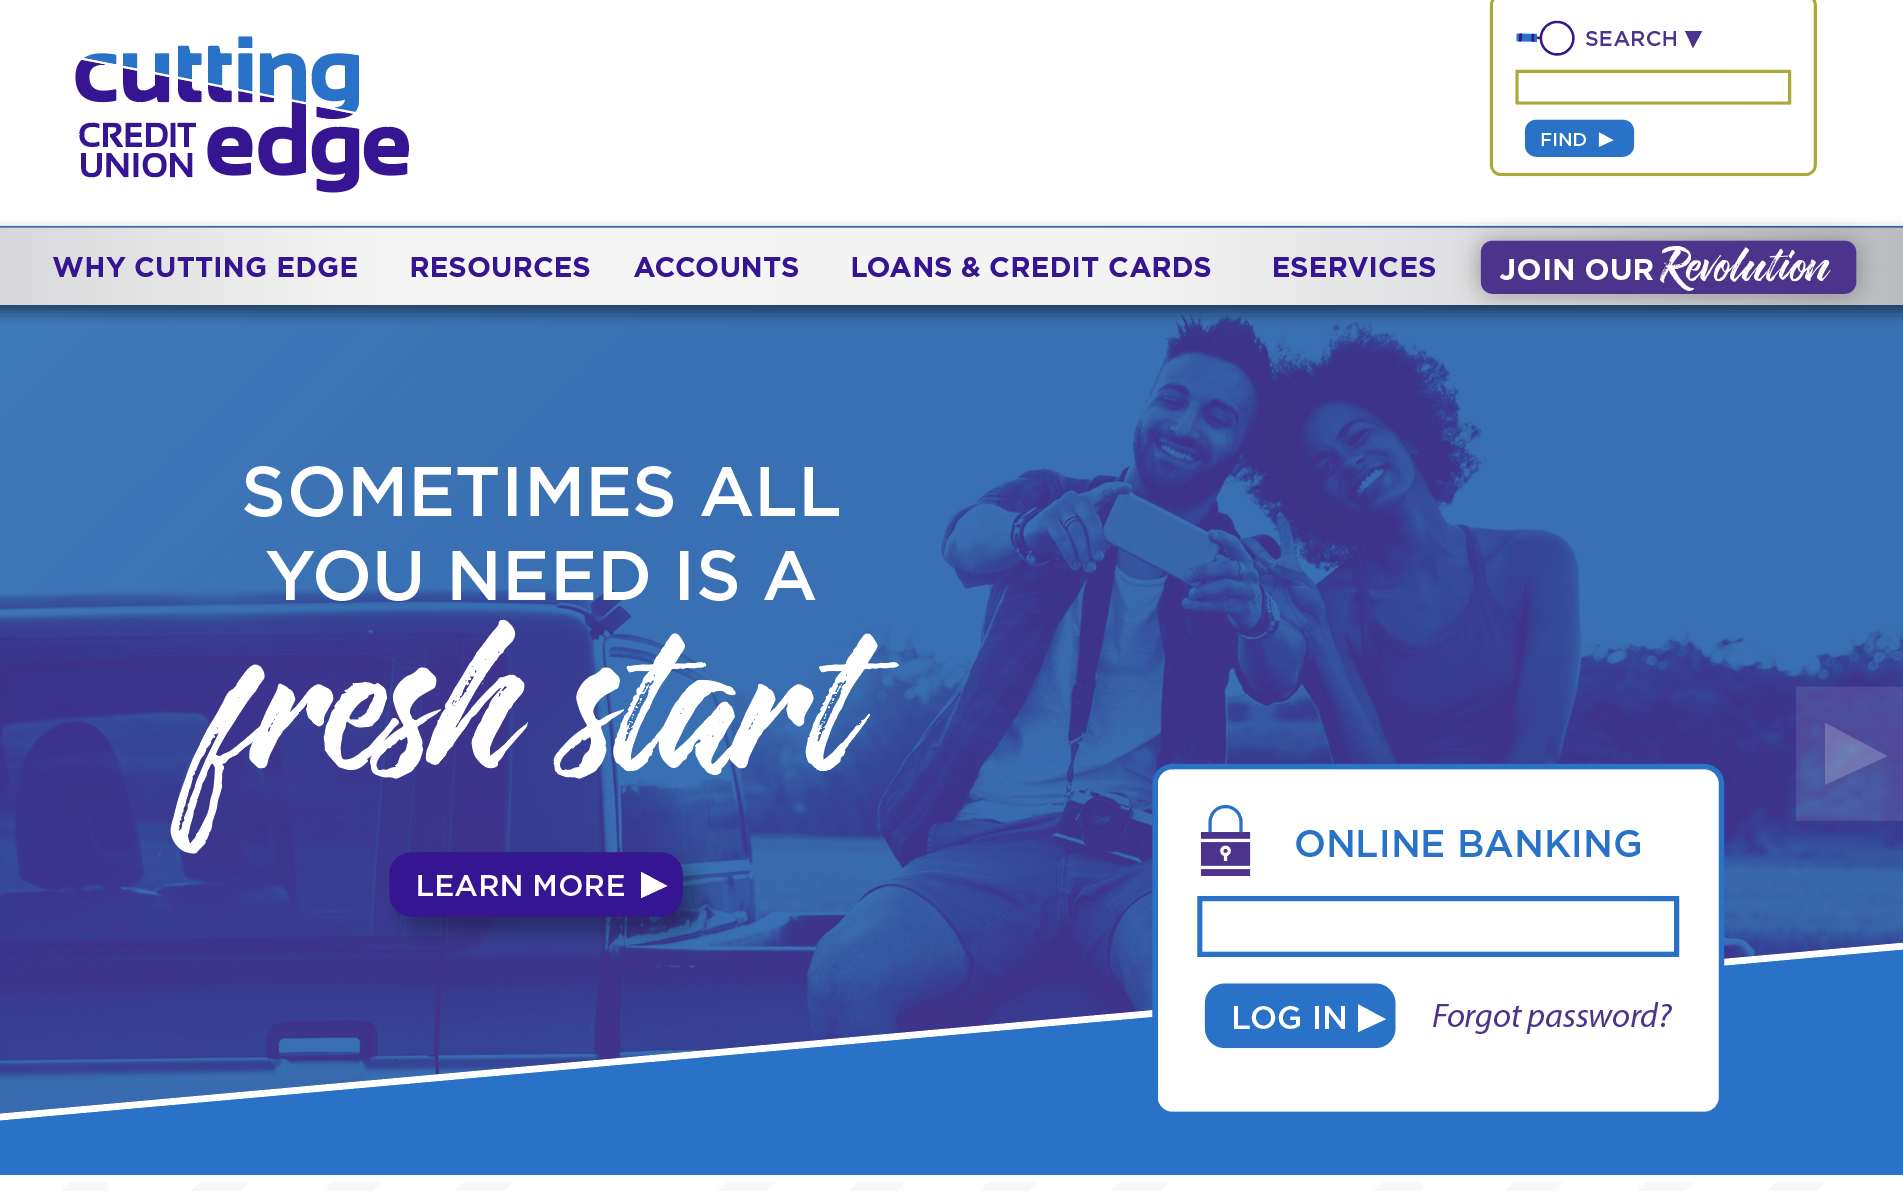 cutting
CREDIT
UNION edge
SEARCH
FIND
WHY CUTTING EDGE RESOURCES ACCOUNTS LOANS & CREDIT CARDS ESERVICES JOIN OUR Revolution
SOMETIMES ALL
YOU NEED IS A
fresh start
LEARN MORE
ONLINE BANKING
LOG IN Forgot password?